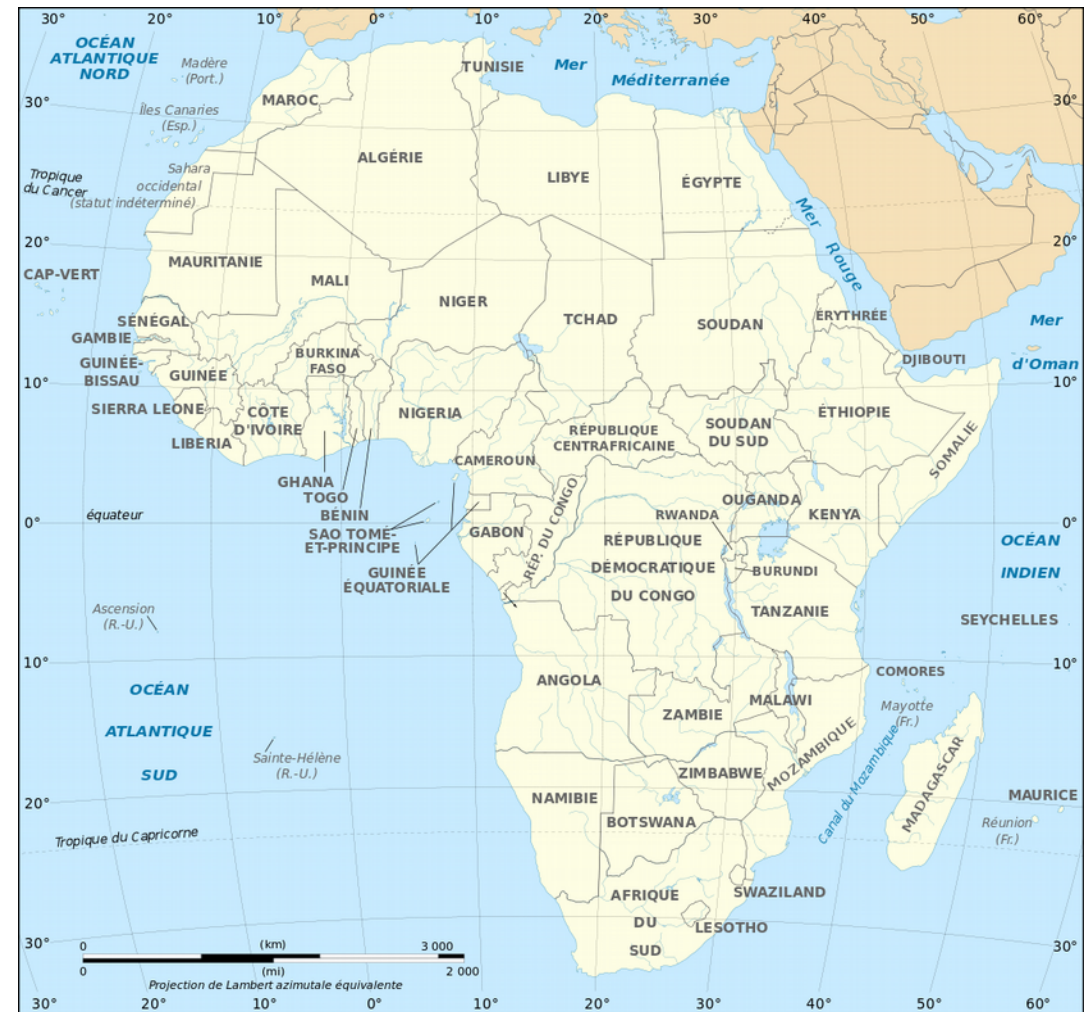 30°
20°
10°
0°
10°
20°
30°
40°
50°
60°
OCÉAN
ATLANTIQUE
NORD
Madère
(Port.)
TUNISIE
Mer
Méditerranée
30°
MAROC
30°
Îles Canaries
(Esp.)
ALGÉRIE
LIBYE
ÉGYPTE
Tropique
du Cancer
Sahara
occidental
(statut indéterminé)
Mer Rouge
20°
20°
CAP-VERT
MAURITANIE
MALI
NIGER
TCHAD
SOUDAN
ÉRYTHRÉE
Mer
d'Oman
SÉNÉGAL
GAMBIE
GUINÉE-
BISSAU
GUINÉE
BURKINA
FASO
DJIBOUTI
10°
10°
SIERRA LEONE
CÔTE
D'IVOIRE
NIGERIA
RÉPUBLIQUE
CENTRAFRICAINE
SOUDAN
DU SUD
ÉTHIOPIE
SOMALIE
LIBERIA
CAMEROUN
GHANA
TOGO
BÉNIN
SAO TOMÉ-
ET-PRINCIPE
GUINÉE
ÉQUATORIALE
équateur
0°
0°
GABON
RÉP. DU CONGO
OUGANDA
RWANDA
KENYA
RÉPUBLIQUE
DÉMOCRATIQUE
DU CONGO
BURUNDI
TANZANIE
OCÉAN
INDIEN
SEYCHELLES
Ascension
(R.-U.)
10°
10°
OCÉAN
ATLANTIQUE
SUD
ANGOLA
ZAMBIE
MALAWI
COMORES
Mayotte
(Fr.)
MOZAMBIQUE
Canal du Mozambique
MADAGASCAR
Sainte-Hélène
(R.-U.)
ZIMBABWE
NAMIBIE
BOTSWANA
MAURICE
Réunion
(Fr.)
20°
20°
Tropique du Capricorne
AFRIQUE
DU
SUD
SWAZILAND
LESOTHO
30°
30°
0
(km)
3 000
0
(mi)
2 000
Projection de Lambert azimutale équivalente
30°
20°
10°
0°
10°
20°
30°
40°
50°
60°